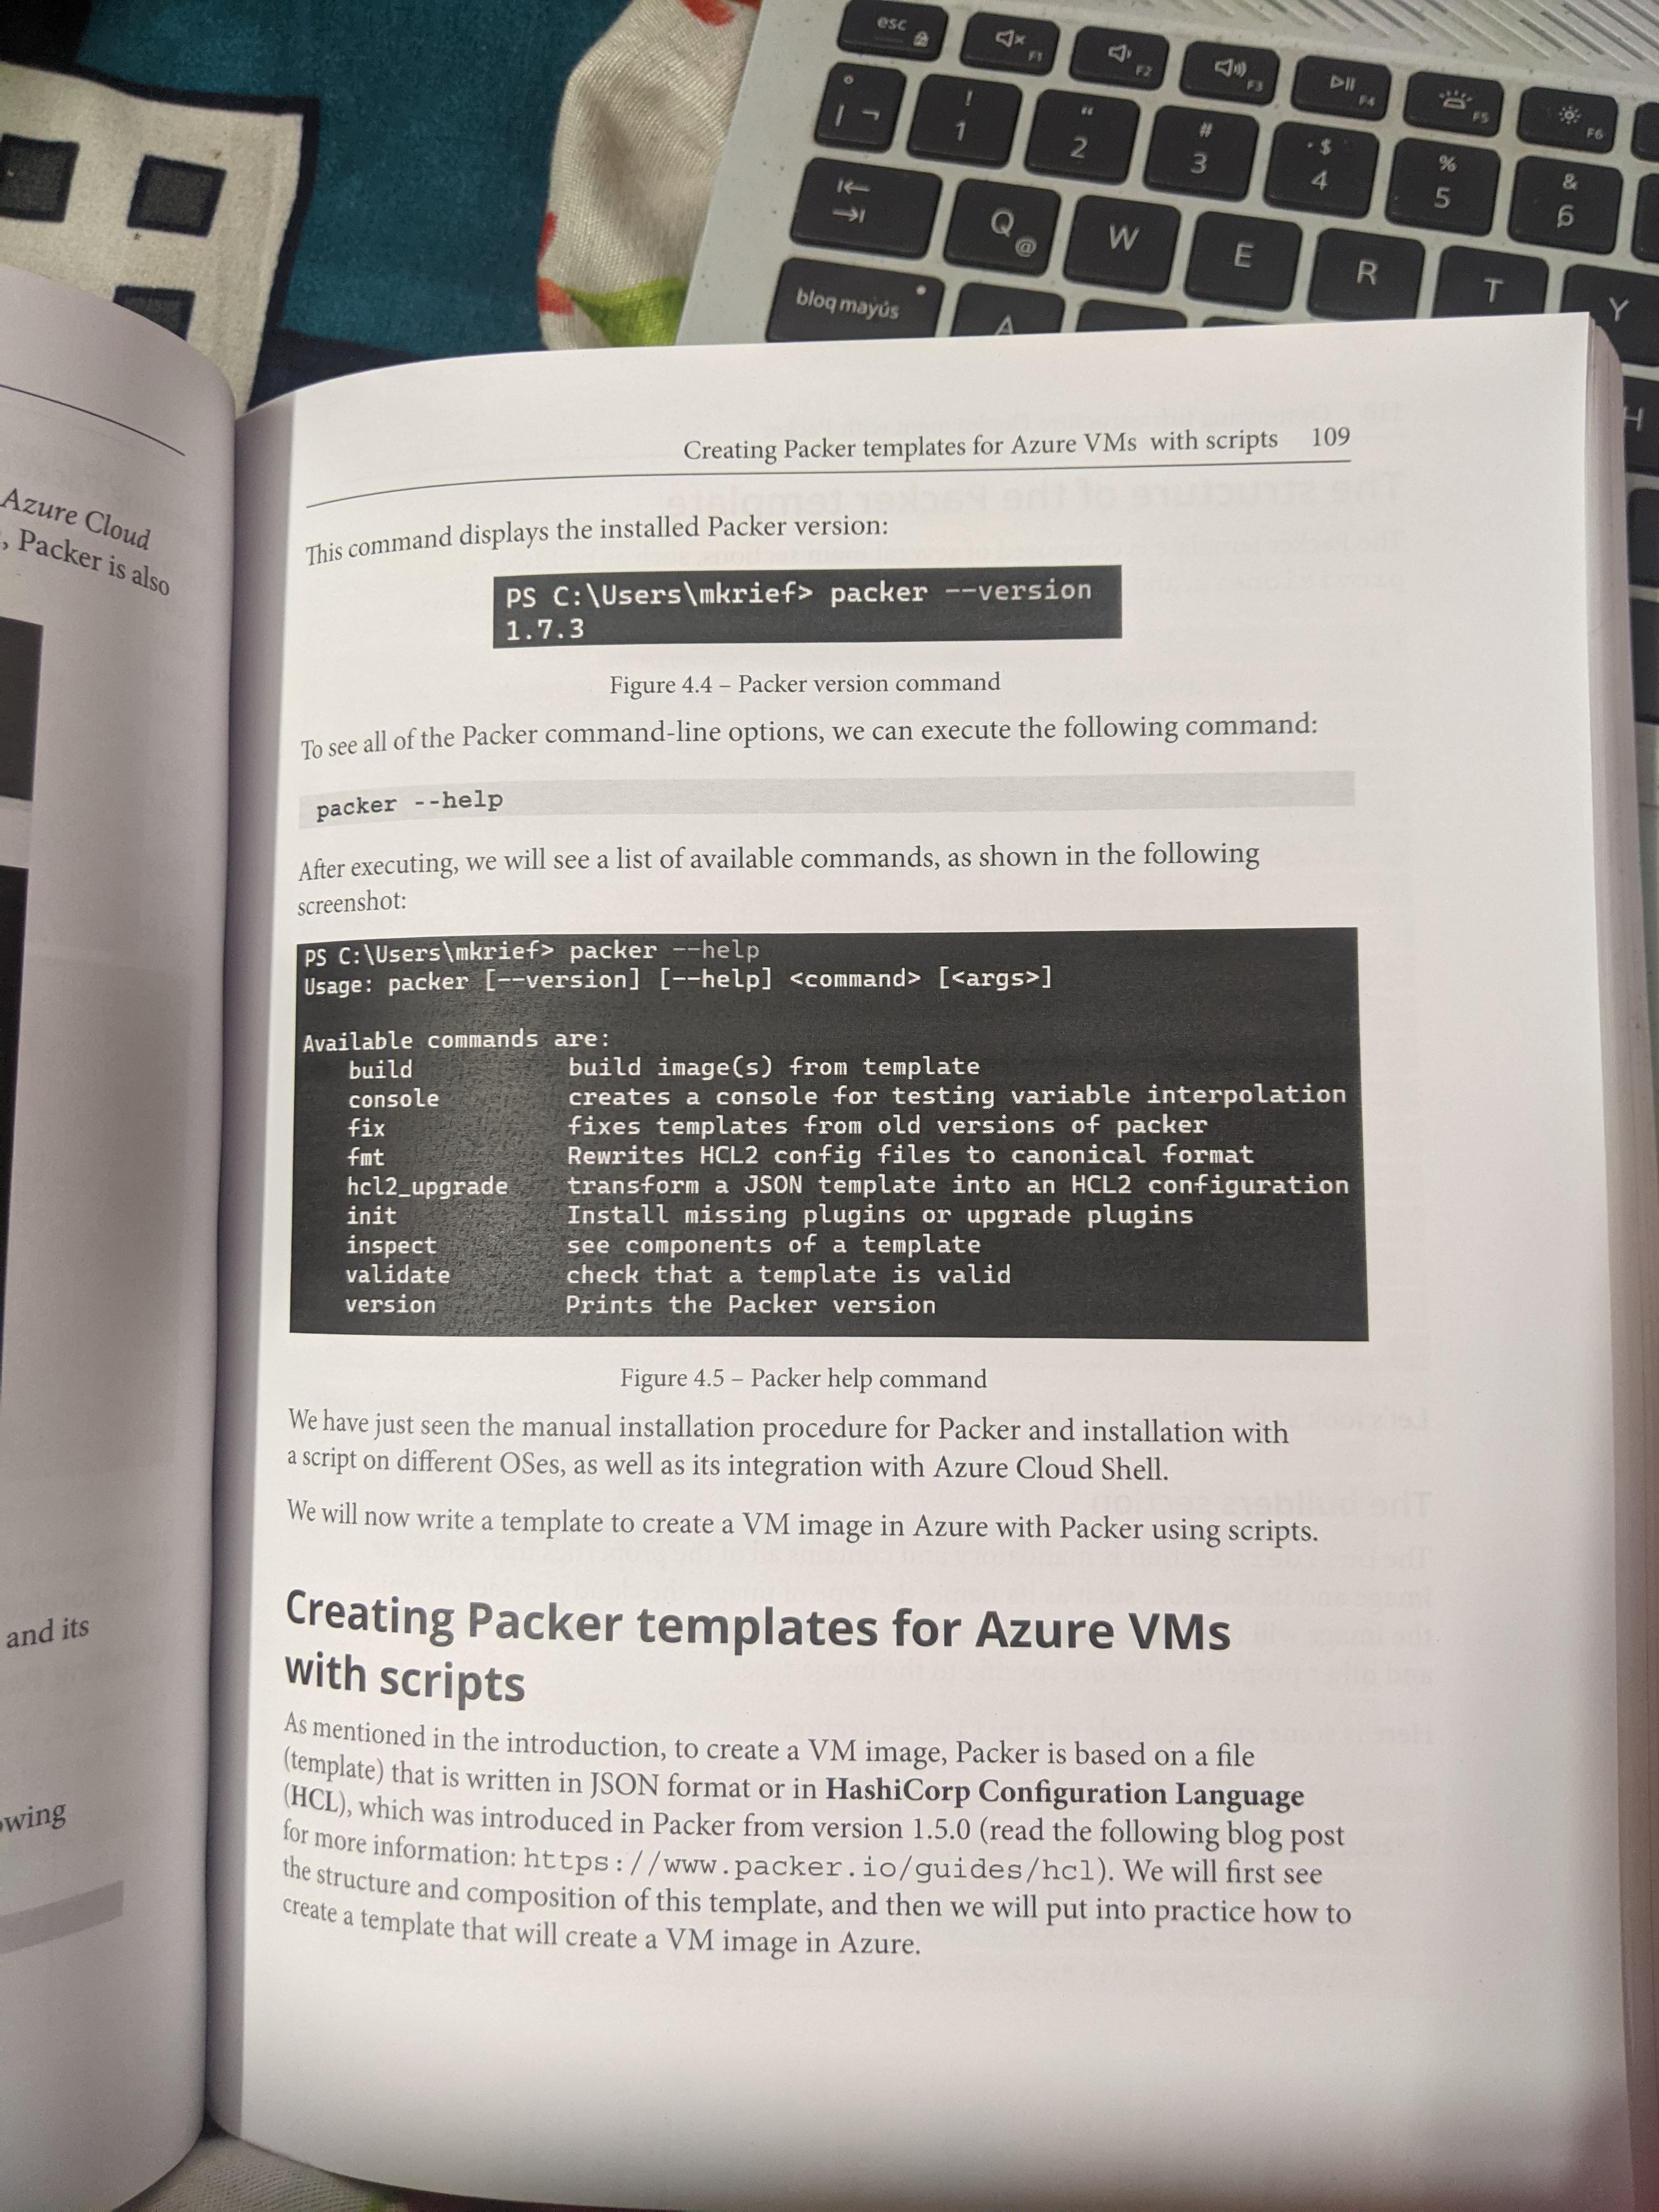 esc
F1
F2
F3
F4
F5
F6
° | ¬
! 1
" 2
# 3
· $ 4
% 5
& 6
Q @
W
E
R
T
Y
bloq mayús
A
H
Azure Cloud
, Packer is also
and its
owing
Creating Packer templates for Azure VMs with scripts 109
This command displays the installed Packer version:
PS C:\Users\mkrief> packer --version
1.7.3
Figure 4.4 – Packer version command
To see all of the Packer command-line options, we can execute the following command:
packer --help
After executing, we will see a list of available commands, as shown in the following
screenshot:
PS C:\Users\mkrief> packer --help
Usage: packer [--version] [--help] <command> [<args>]
Available commands are:
build build image(s) from template
console creates a console for testing variable interpolation
fix fixes templates from old versions of packer
fmt Rewrites HCL2 config files to canonical format
hcl2_upgrade transform a JSON template into an HCL2 configuration
init Install missing plugins or upgrade plugins
inspect see components of a template
validate check that a template is valid
version Prints the Packer version
Figure 4.5 – Packer help command
We have just seen the manual installation procedure for Packer and installation with
a script on different OSes, as well as its integration with Azure Cloud Shell.
We will now write a template to create a VM image in Azure with Packer using scripts.
Creating Packer templates for Azure VMs
with scripts
As mentioned in the introduction, to create a VM image, Packer is based on a file
(template) that is written in JSON format or in HashiCorp Configuration Language
(HCL), which was introduced in Packer from version 1.5.0 (read the following blog post
for more information: https://www.packer.io/guides/hcl). We will first see
the structure and composition of this template, and then we will put into practice how to
create a template that will create a VM image in Azure.